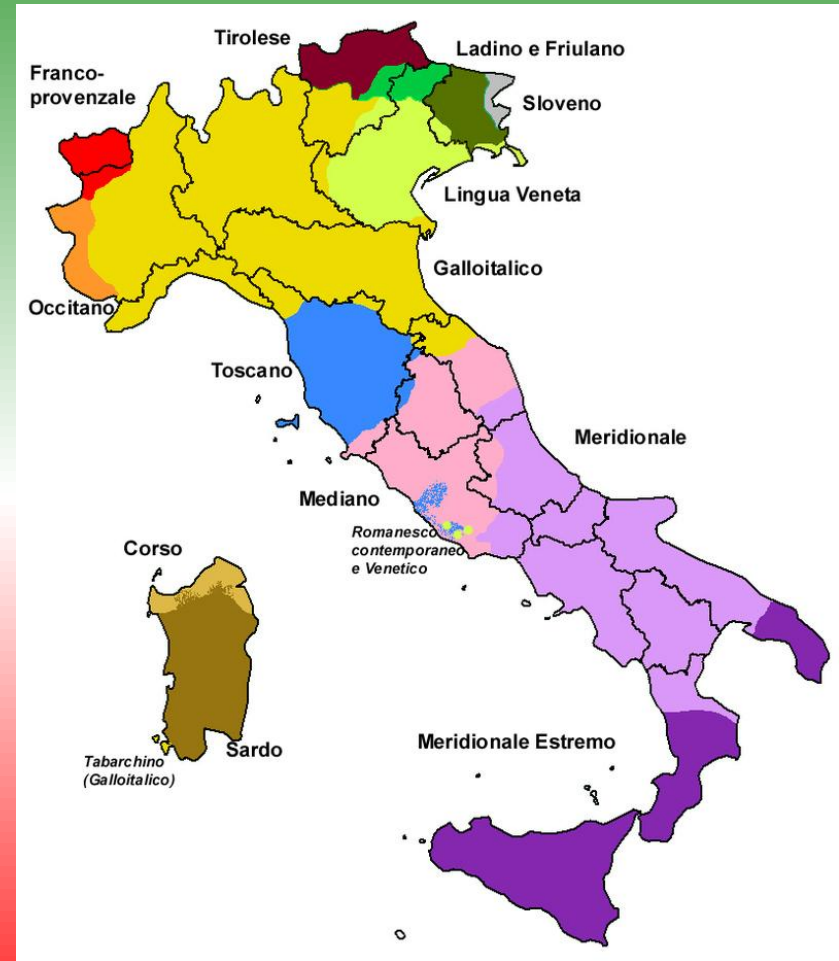 Tirolese
Ladino e Friulano
Franco-
provenzale
Sloveno
Lingua Veneta
Galloitalico
Occitano
Toscano
Meridionale
Mediano
Romanesco
contemporaneo
e Venetico
Corso
Sardo
Tabarchino
(Galloitalico)
Meridionale Estremo